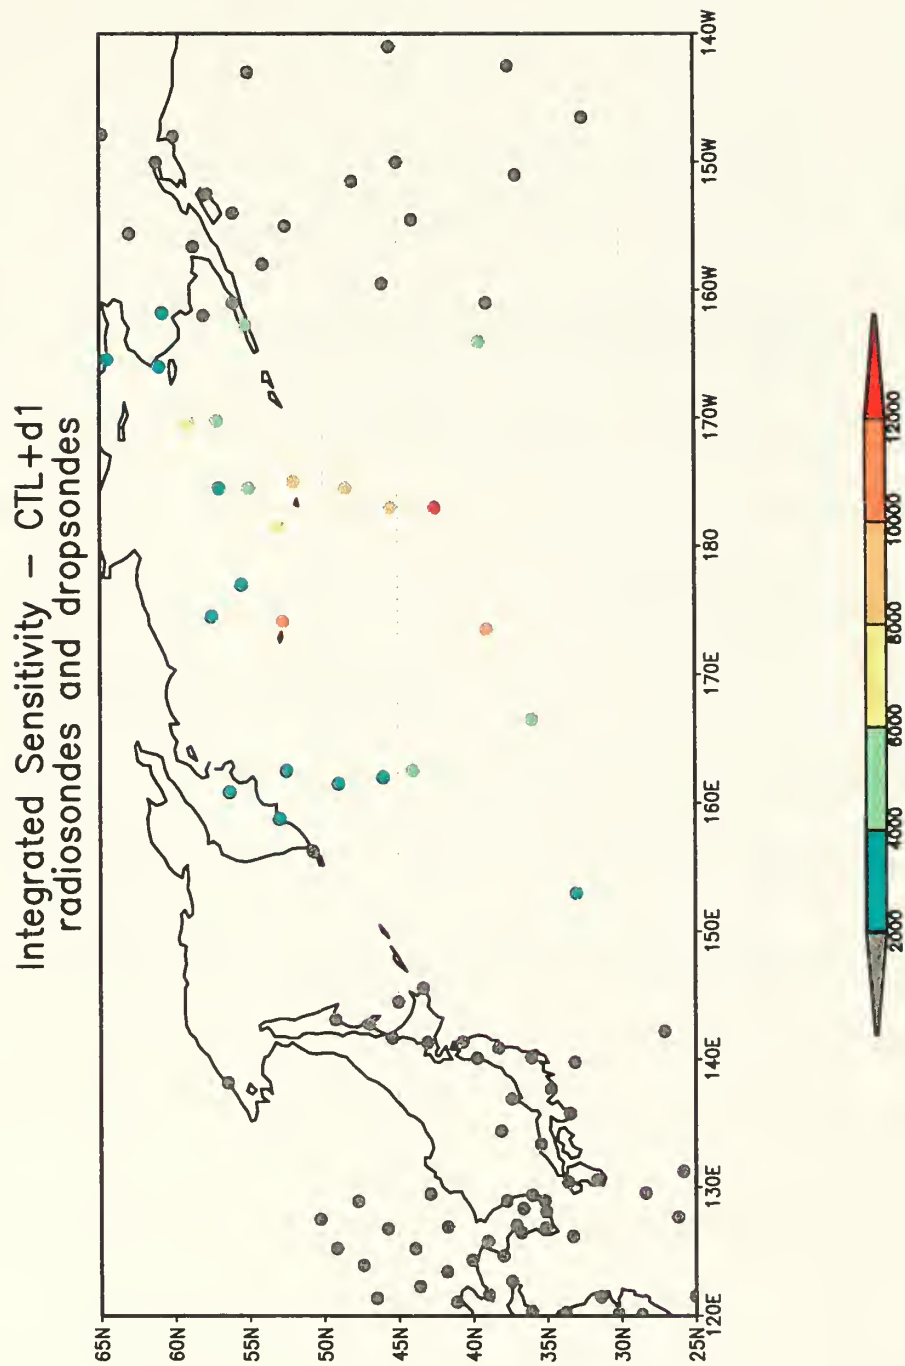 Integrated Sensitivity – CTL+d1
radiosondes and dropsondes
65N
60N
55N
50N
45N
40N
35N
30N
25N
120E
130E
140E
150E
160E
170E
180
170W
160W
150W
140W
2000
4000
6000
8000
10000
12000